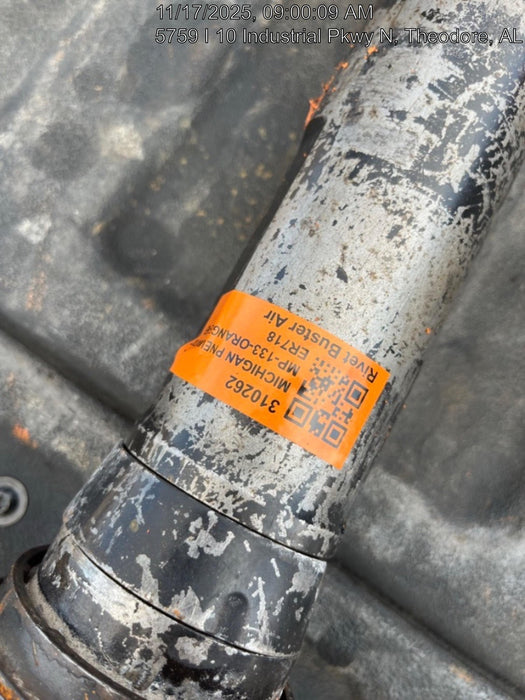 11/17/2025, 09:00:09 AM
5759 I 10 Industrial Pkwy N, Theodore, AL
310262
MICHIGAN
MP-133-ORANGE
ER718
Rivet Buster Air